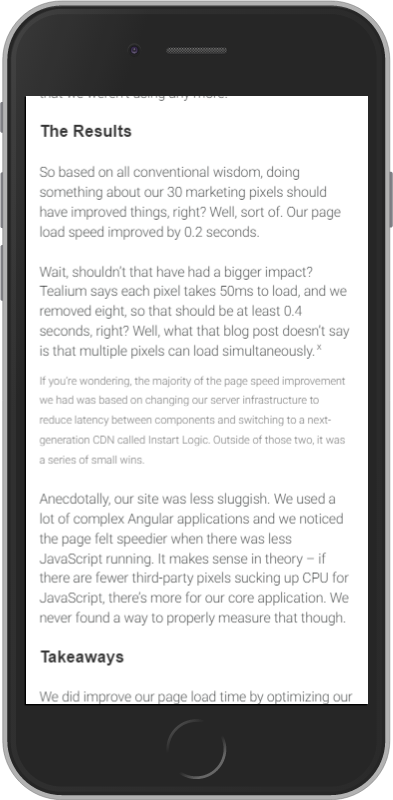 that we weren't using any more.
The Results
So based on all conventional wisdom, doing
something about our 30 marketing pixels should
have improved things, right? Well, sort of. Our page
load speed improved by 0.2 seconds.
Wait, shouldn't that have had a bigger impact?
Tealium says each pixel takes 50ms to load, and we
removed eight, so that should be at least 0.4
seconds, right? Well, what that blog post doesn't say
is that multiple pixels can load simultaneously. x
If you're wondering, the majority of the page speed improvement
we had was based on changing our server infrastructure to
reduce latency between components and switching to a next-
generation CDN called Instart Logic. Outside of those two, it was
a series of small wins.
Anecdotally, our site was less sluggish. We used a
lot of complex Angular applications and we noticed
the page felt speedier when there was less
JavaScript running. It makes sense in theory – if
there are fewer third-party pixels sucking up CPU for
JavaScript, there's more for our core application. We
never found a way to properly measure that though.
Takeaways
We did improve our page load time by optimizing our